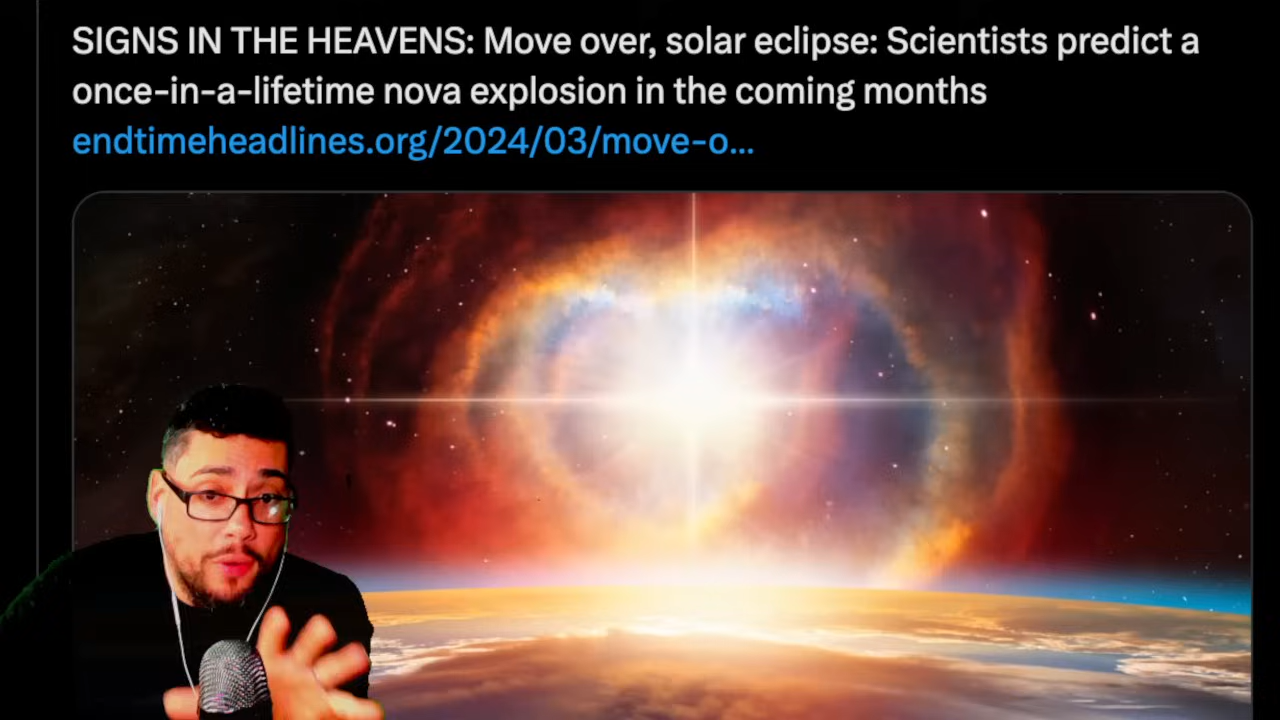 SIGNS IN THE HEAVENS: Move over, solar eclipse: Scientists predict a
once-in-a-lifetime nova explosion in the coming months
endtimeheadlines.org/2024/03/move-o...